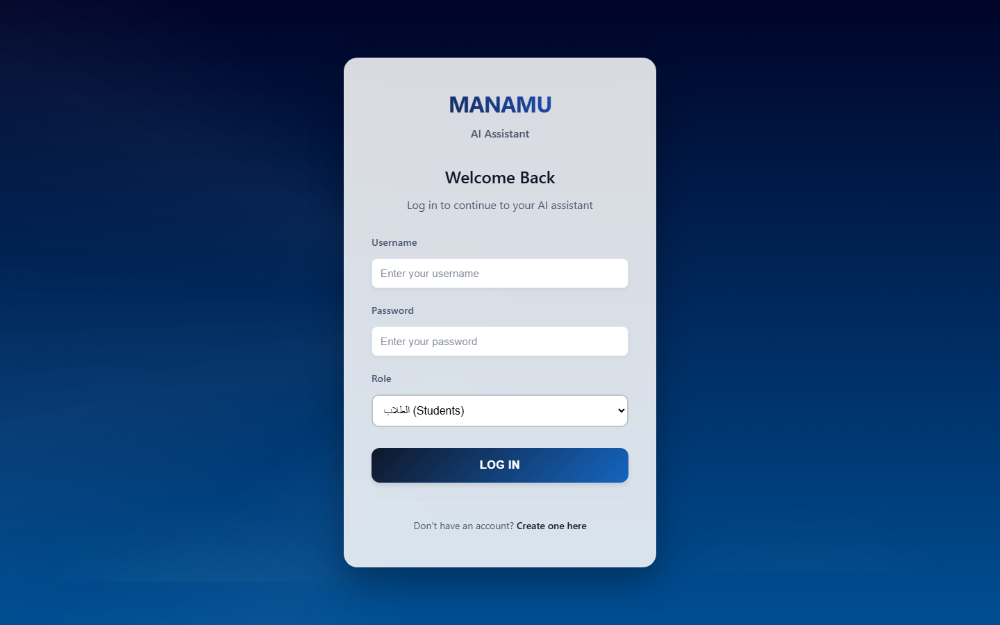 MANAMU
AI Assistant
Welcome Back
Log in to continue to your AI assistant
Username
Enter your username
Password
Enter your password
Role
الطلاب (Students)
LOG IN
Don't have an account? Create one here